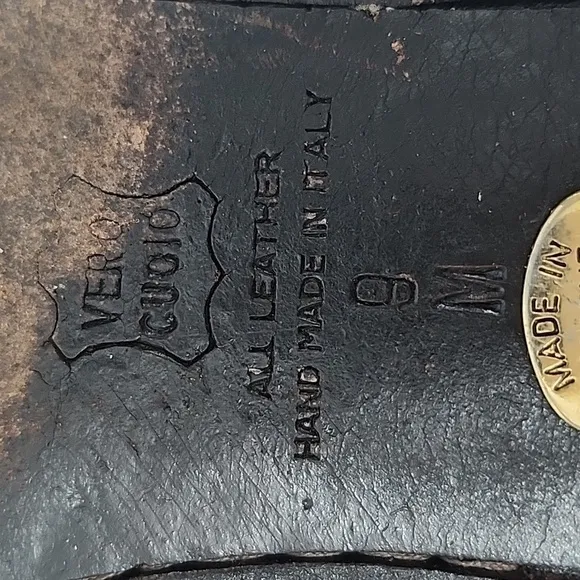 VERO
CUOIO
ALL LEATHER
HAND MADE IN ITALY
9
M
MADE IN